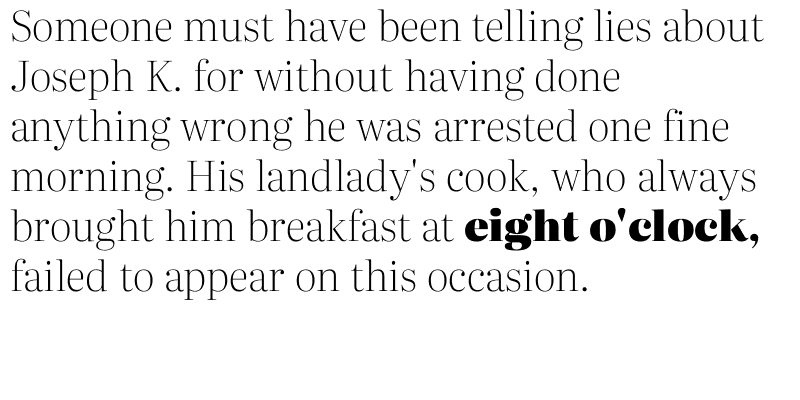 Someone must have been telling lies about
Joseph K. for without having done
anything wrong he was arrested one fine
morning. His landlady's cook, who always
brought him breakfast at eight o'clock,
failed to appear on this occasion.